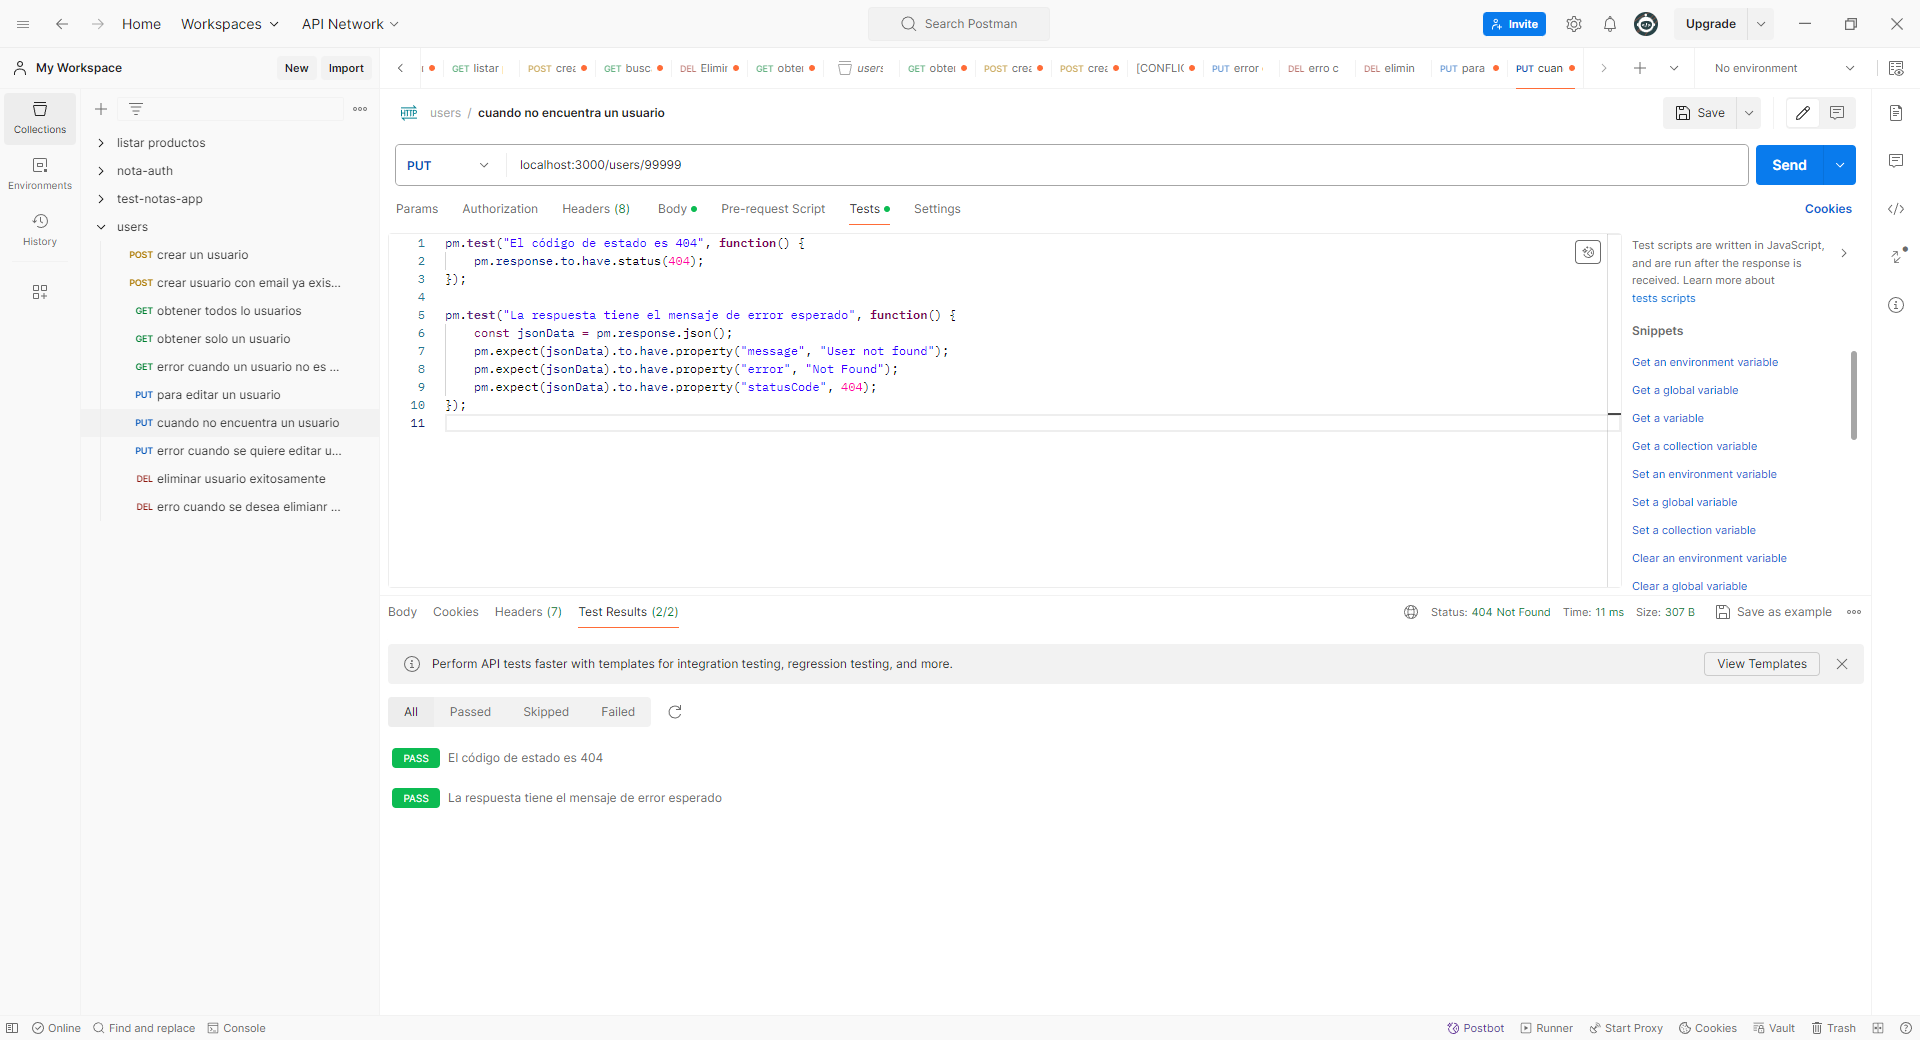 Home
Workspaces
API Network
Search Postman
Invite
Upgrade
My Workspace
New
Import
GET listar
POST crea
GET busc
DEL Elimir
GET obter
users
GET obter
POST crea
POST crea
[CONFLIC
PUT error
DEL erro c
DEL elimin
PUT para
PUT cuan
No environment
Collections
Environments
History
listar productos
nota-auth
test-notas-app
users
POST crear un usuario
POST crear usuario con email ya exis...
GET obtener todos lo usuarios
GET obtener solo un usuario
GET error cuando un usuario no es ...
PUT para editar un usuario
PUT cuando no encuentra un usuario
PUT error cuando se quiere editar u...
DEL eliminar usuario exitosamente
DEL erro cuando se desea elimianr ...
HTTP users / cuando no encuentra un usuario
Save
PUT localhost:3000/users/99999
Send
Params Authorization Headers (8) Body Pre-request Script Tests Settings
Cookies
1 pm.test("El código de estado es 404", function() {
2 pm.response.to.have.status(404);
3 });
4
5 pm.test("La respuesta tiene el mensaje de error esperado", function() {
6 const jsonData = pm.response.json();
7 pm.expect(jsonData).to.have.property("message", "User not found");
8 pm.expect(jsonData).to.have.property("error", "Not Found");
9 pm.expect(jsonData).to.have.property("statusCode", 404);
10 });
11
Test scripts are written in JavaScript,
and are run after the response is
received. Learn more about
tests scripts
Snippets
Get an environment variable
Get a global variable
Get a variable
Get a collection variable
Set an environment variable
Set a global variable
Set a collection variable
Clear an environment variable
Clear a global variable
Body Cookies Headers (7) Test Results (2/2)
Status: 404 Not Found Time: 11 ms Size: 307 B
Save as example
Perform API tests faster with templates for integration testing, regression testing, and more.
View Templates
All Passed Skipped Failed
PASS El código de estado es 404
PASS La respuesta tiene el mensaje de error esperado
Online Find and replace Console
Postbot Runner Start Proxy Cookies Vault Trash